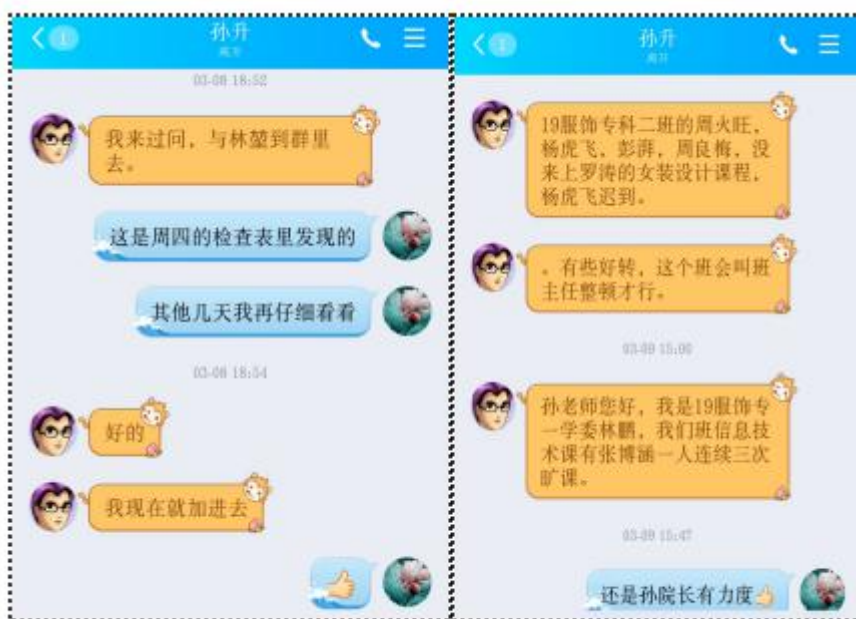 孙升
离开
03-08 18:52
我来过问，与林堃到群里
去。
这是周四的检查表里发现的
其他几天我再仔细看看
03-08 18:54
好的
我现在就加进去
孙升
离开
19服饰专科二班的周火旺，
杨虎飞，彭湃，周良梅，没
来上罗涛的女装设计课程，
杨虎飞迟到。
。有些好转，这个班会叫班
主任整顿才行。
03-09 15:00
孙老师您好，我是19服饰专
一学委林鹏，我们班信息技
术课有张博涵一人连续三次
旷课。
03-09 15:47
还是孙院长有力度👍